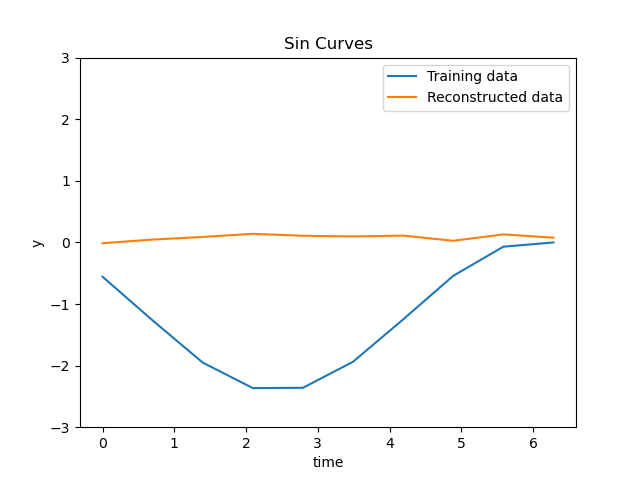 Sin Curves
Training data
Reconstructed data
3
2
1
0
−1
−2
−3
y
0 1 2 3 4 5 6
time